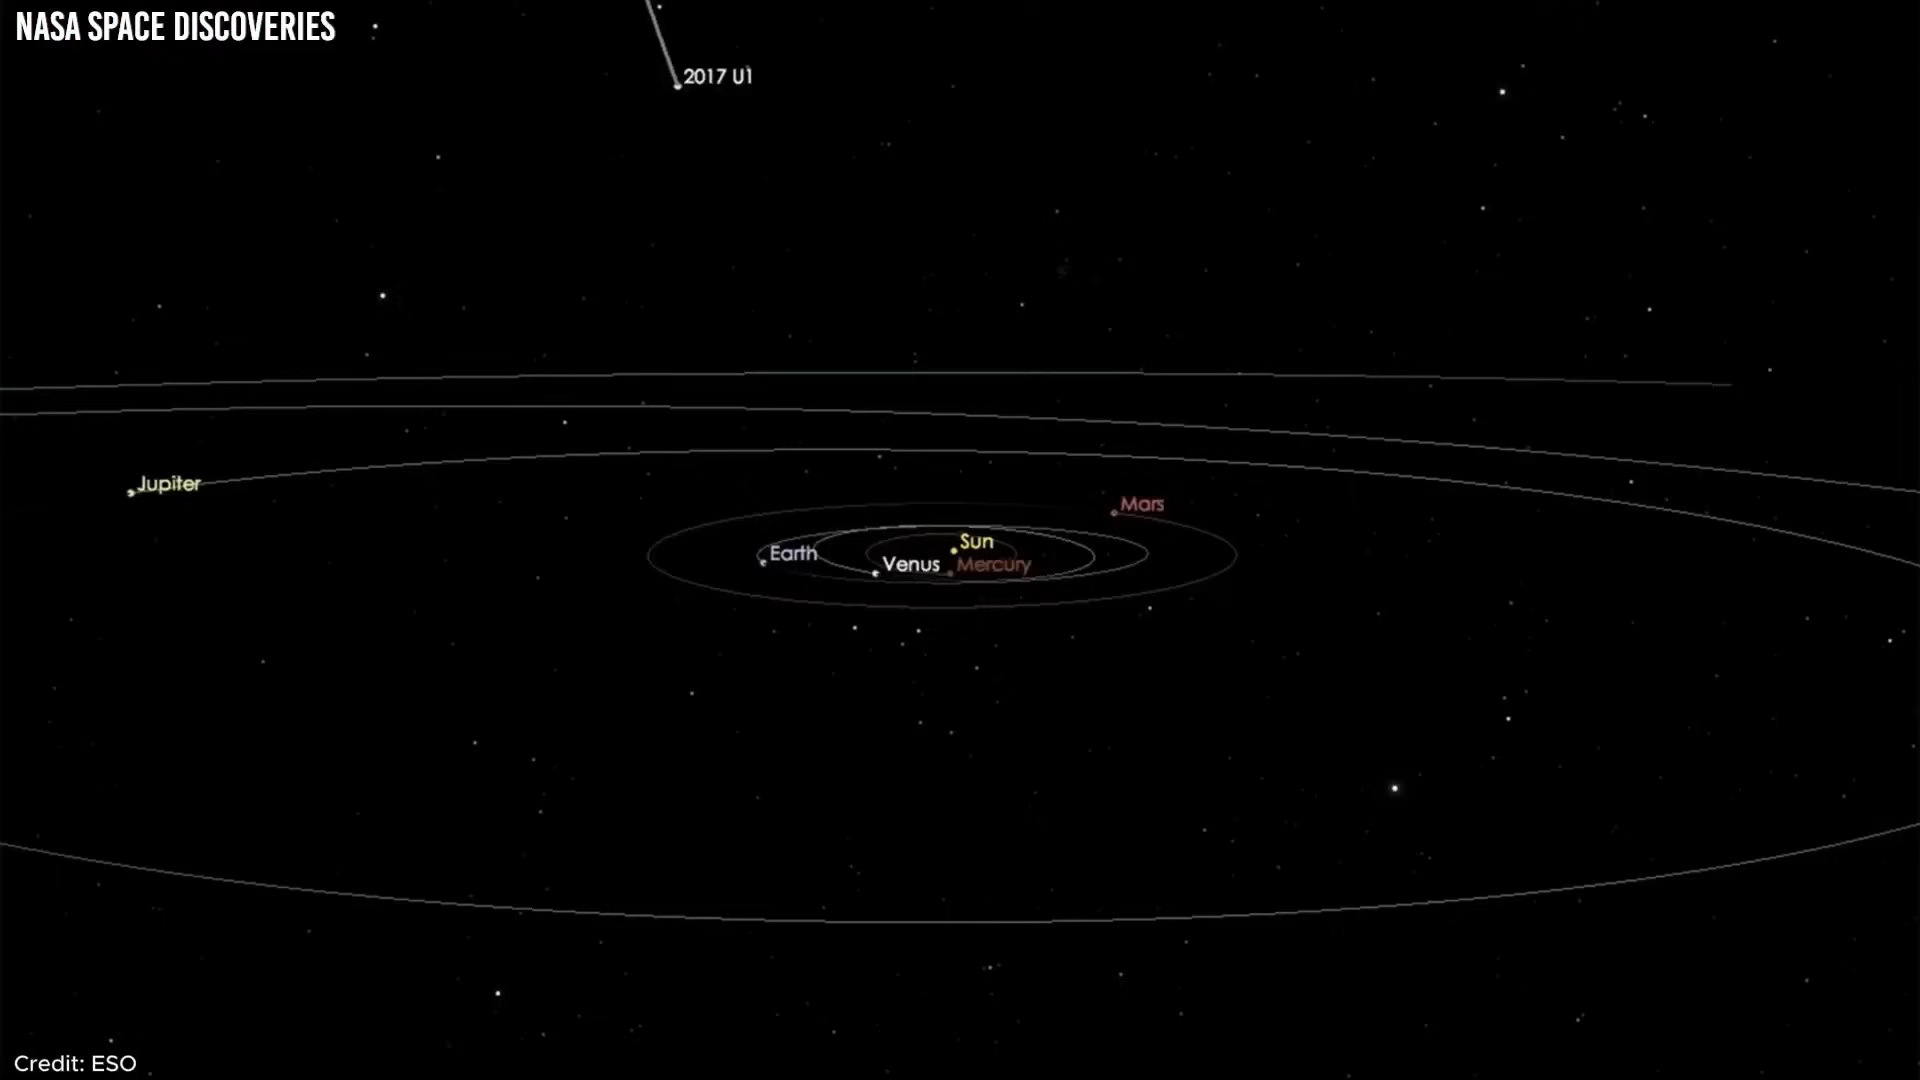 NASA SPACE DISCOVERIES
2017 U1
Jupiter
Mars
Sun
Earth
Venus
Mercury
Credit: ESO